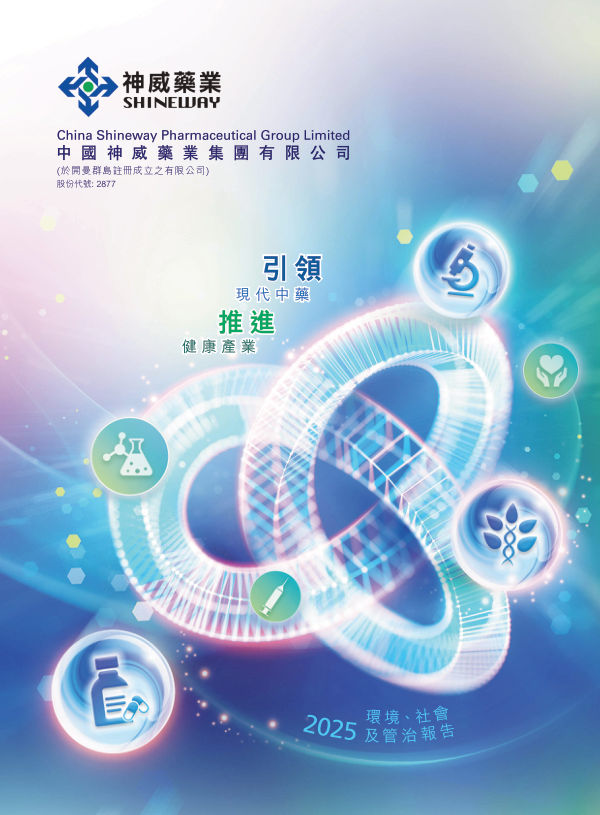 神威藥業
SHINEWAY
China Shineway Pharmaceutical Group Limited
中國神威藥業集團有限公司
(於開曼群島註冊成立之有限公司)
股份代號: 2877
引領
現代中藥
推進
健康產業
2025 環境、社會
及管治報告